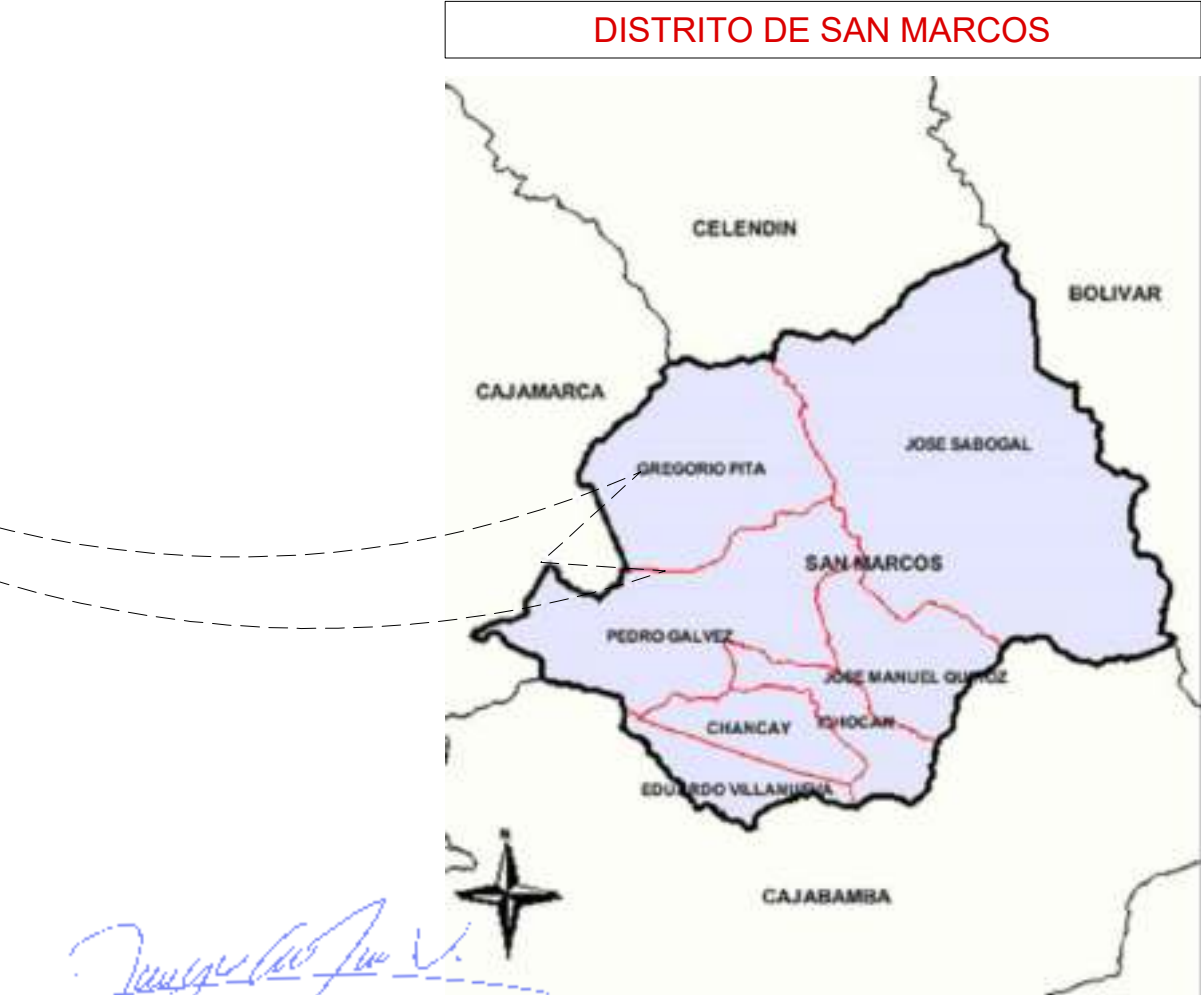 DISTRITO DE SAN MARCOS
CELENDIN
BOLIVAR
CAJAMARCA
JOSE SABOGAL
GREGORIO PITA
SAN MARCOS
PEDRO GALVEZ
JOSE MANUEL QUIROZ
CHANCAY
ICHOCAN
EDUARDO VILLANUEVA
N
CAJABAMBA